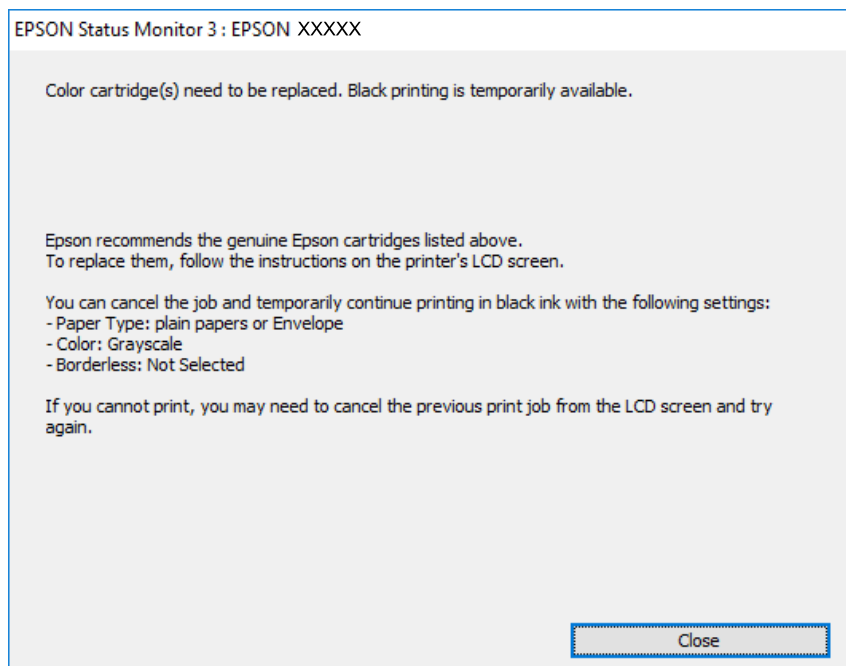 EPSON Status Monitor 3 : EPSON XXXXX
Color cartridge(s) need to be replaced. Black printing is temporarily available.
Epson recommends the genuine Epson cartridges listed above.
To replace them, follow the instructions on the printer's LCD screen.
You can cancel the job and temporarily continue printing in black ink with the following settings:
- Paper Type: plain papers or Envelope
- Color: Grayscale
- Borderless: Not Selected
If you cannot print, you may need to cancel the previous print job from the LCD screen and try
again.
Close